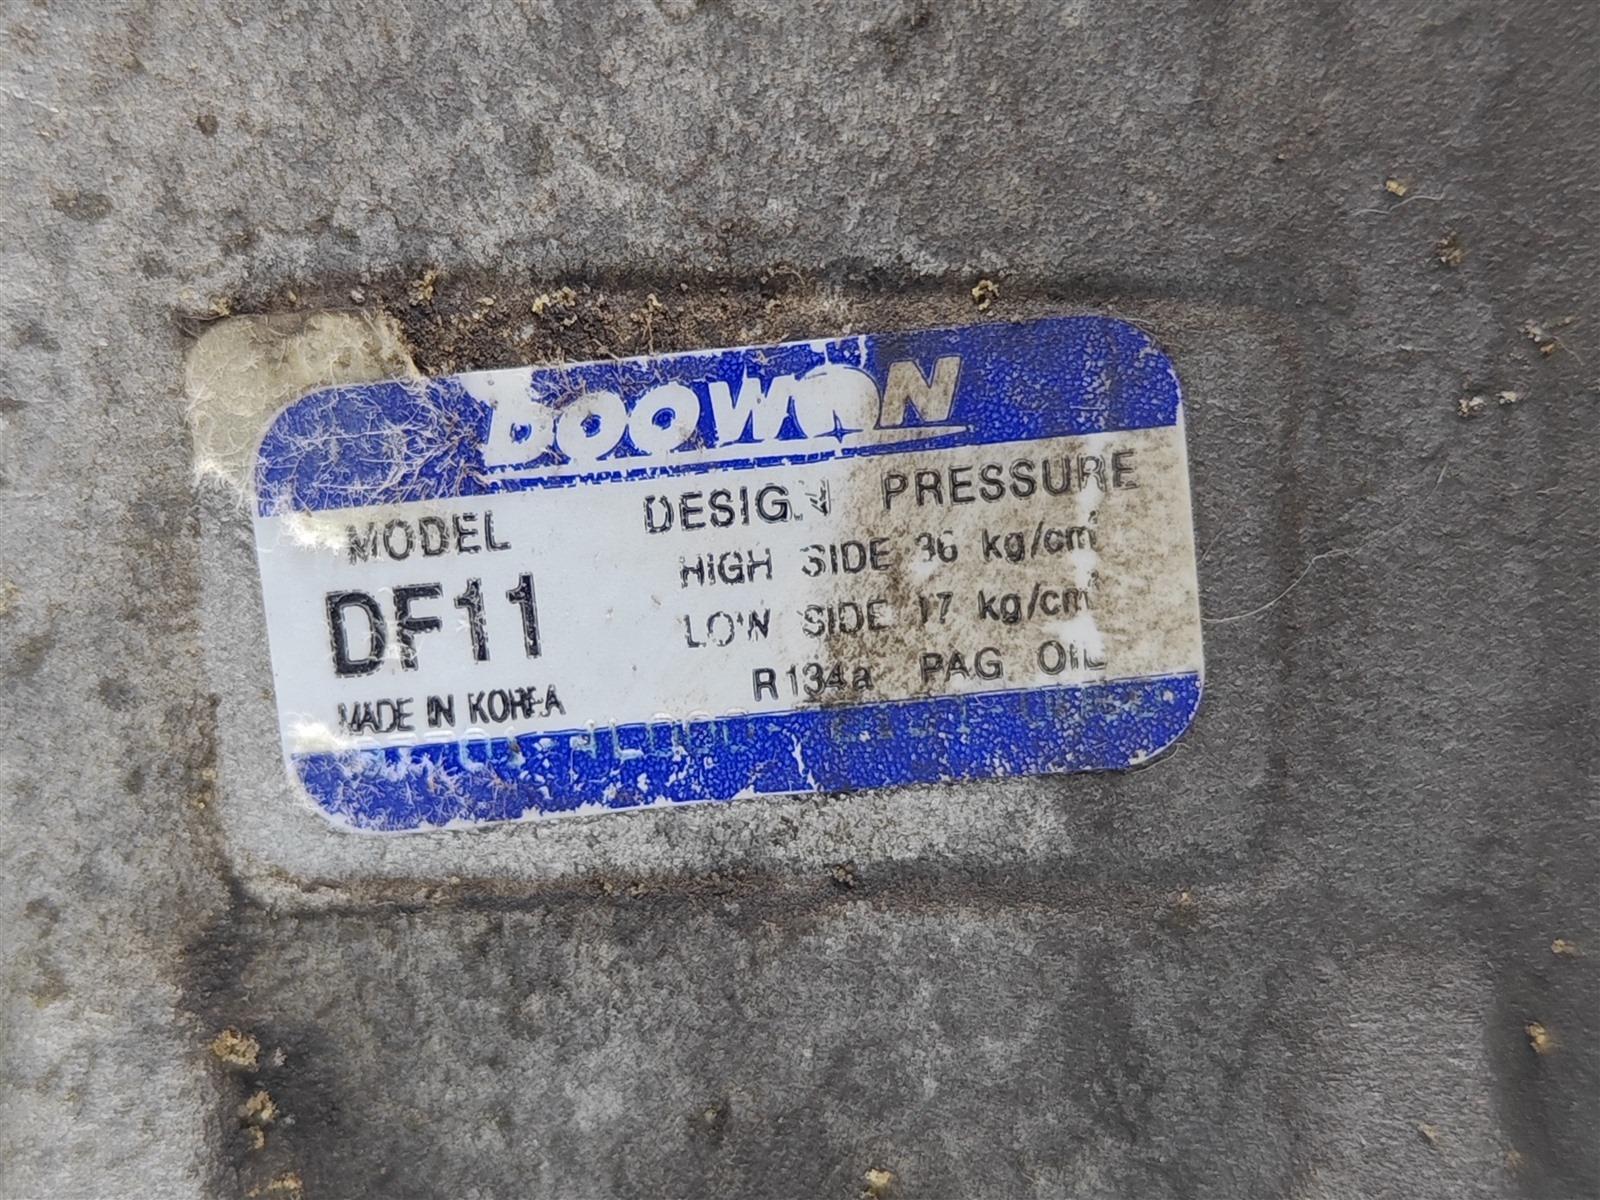 BOOWON
MODEL
DF11
MADE IN KOREA
DESIGN PRESSURE
HIGH SIDE 36 kg/cm²
LOW SIDE 17 kg/cm²
R134a PAG OIL